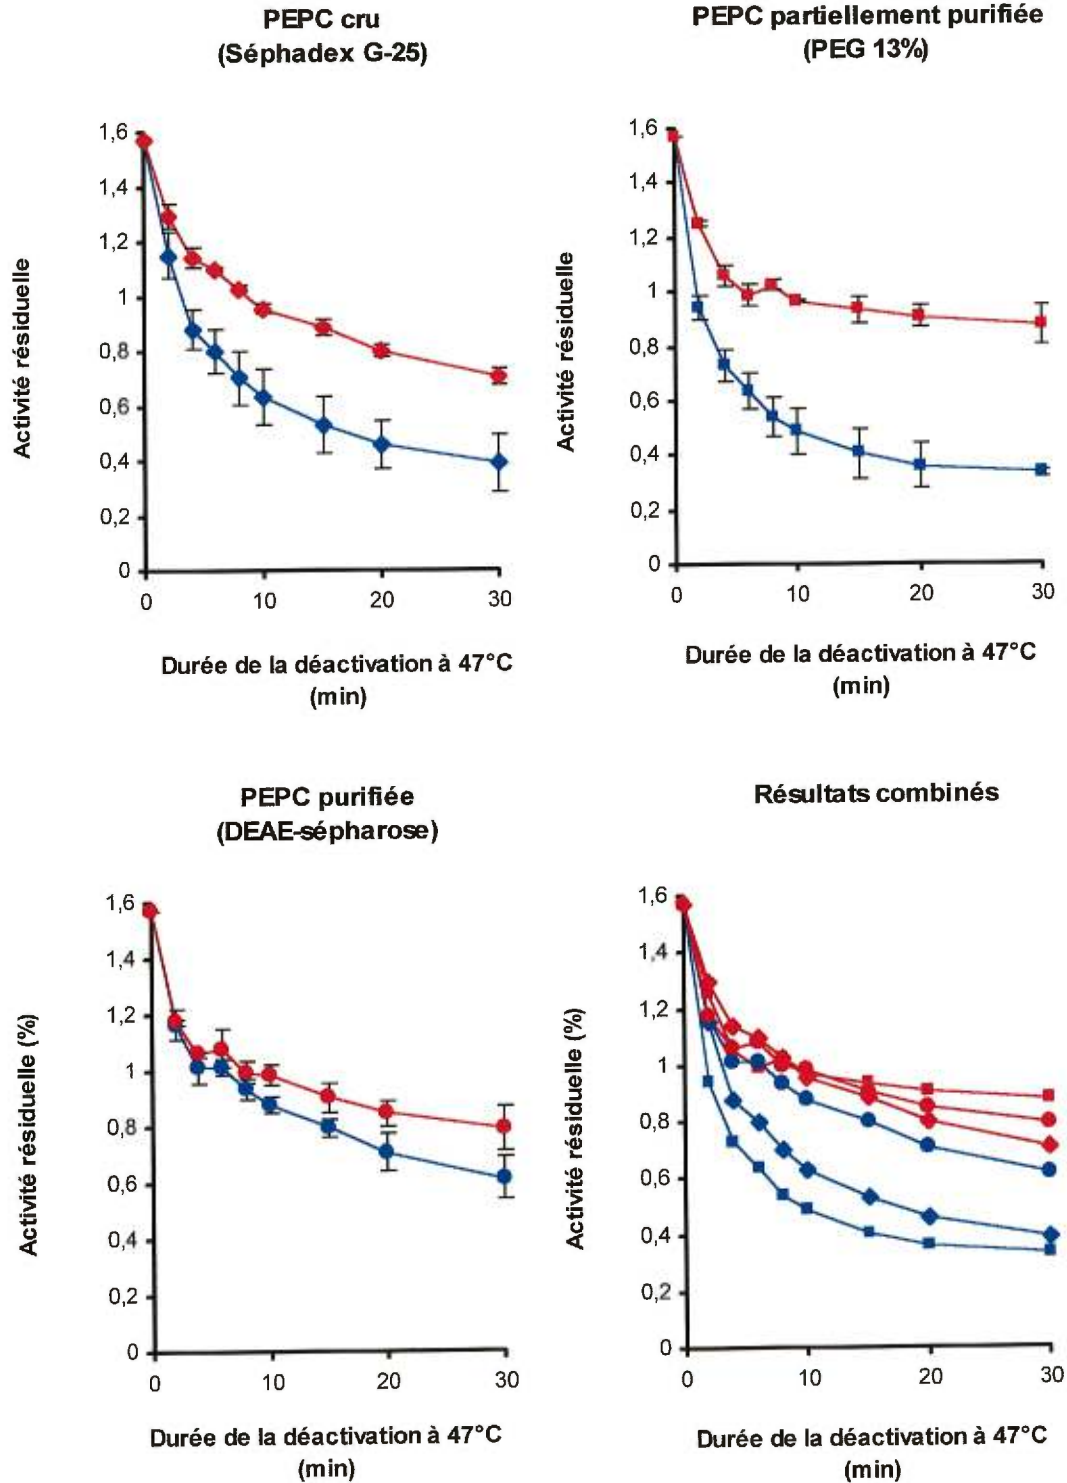 PEPC cru
(Séphadex G-25)
1,6
1,4
1,2
1
0,8
0,6
0,4
0,2
0
0
10
20
30
Activité résiduelle
Durée de la déactivation à 47°C
(min)
PEPC partiellement purifiée
(PEG 13%)
1,6
1,4
1,2
1
0,8
0,6
0,4
0,2
0
0
10
20
30
Activité résiduelle
Durée de la déactivation à 47°C
(min)
PEPC purifiée
(DEAE-sépharose)
1,6
1,4
1,2
1
0,8
0,6
0,4
0,2
0
0
10
20
30
Activité résiduelle (%)
Durée de la déactivation à 47°C
(min)
Résultats combinés
1,6
1,4
1,2
1
0,8
0,6
0,4
0,2
0
0
10
20
30
Activité résiduelle (%)
Durée de la déactivation à 47°C
(min)